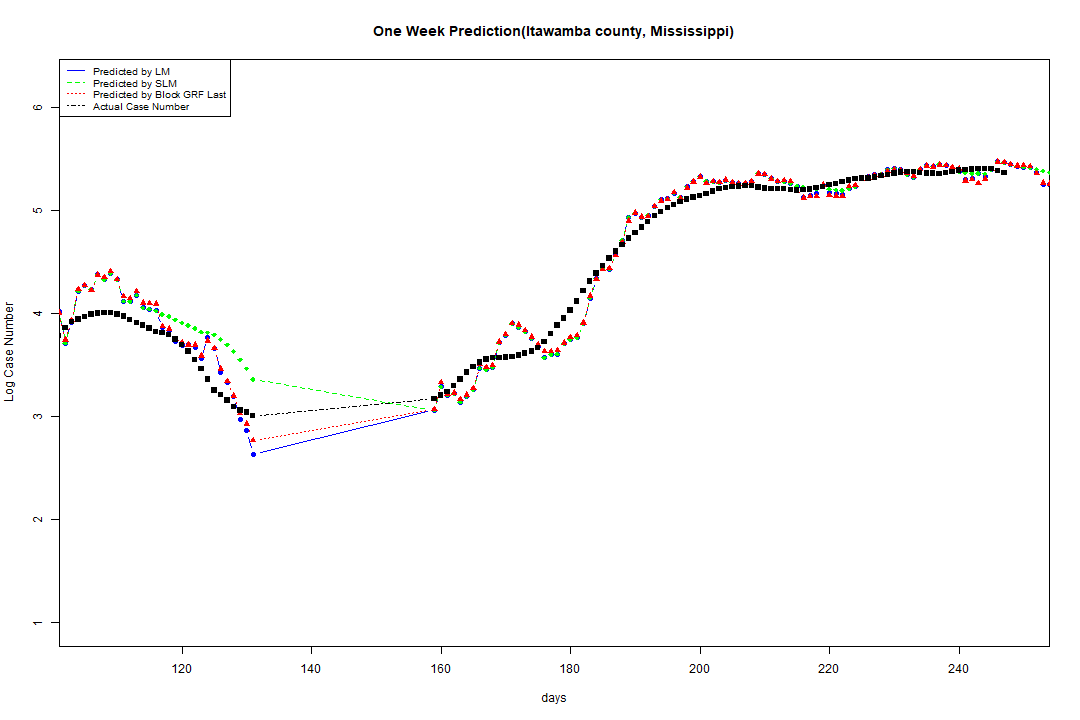 One Week Prediction(Itawamba county, Mississippi)
Predicted by LM
Predicted by SLM
Predicted by Block GRF Last
Actual Case Number
Log Case Number
6
5
4
3
2
1
120 140 160 180 200 220 240
days